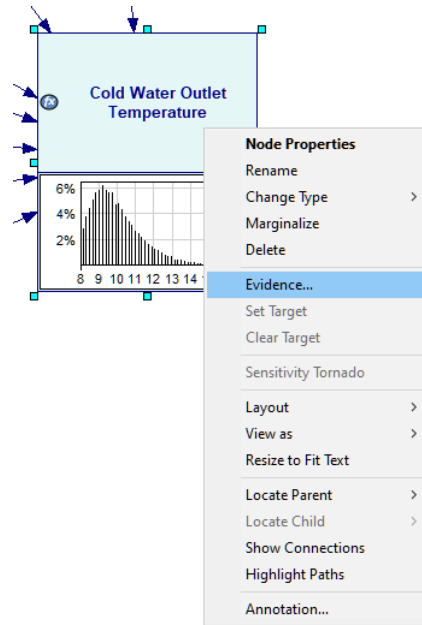 fx
Cold Water Outlet
Temperature
6%
4%
2%
8 9 10 11 12 13 14
Node Properties
Rename
Change Type
Marginalize
Delete
Evidence...
Set Target
Clear Target
Sensitivity Tornado
Layout
View as
Resize to Fit Text
Locate Parent
Locate Child
Show Connections
Highlight Paths
Annotation...